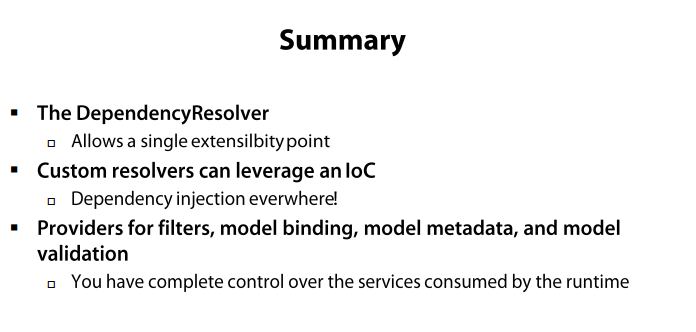 Summary
▪ The DependencyResolver
▫ Allows a single extensilbity point
▪ Custom resolvers can leverage an IoC
▫ Dependency injection everwhere!
▪ Providers for filters, model binding, model metadata, and model
validation
▫ You have complete control over the services consumed by the runtime